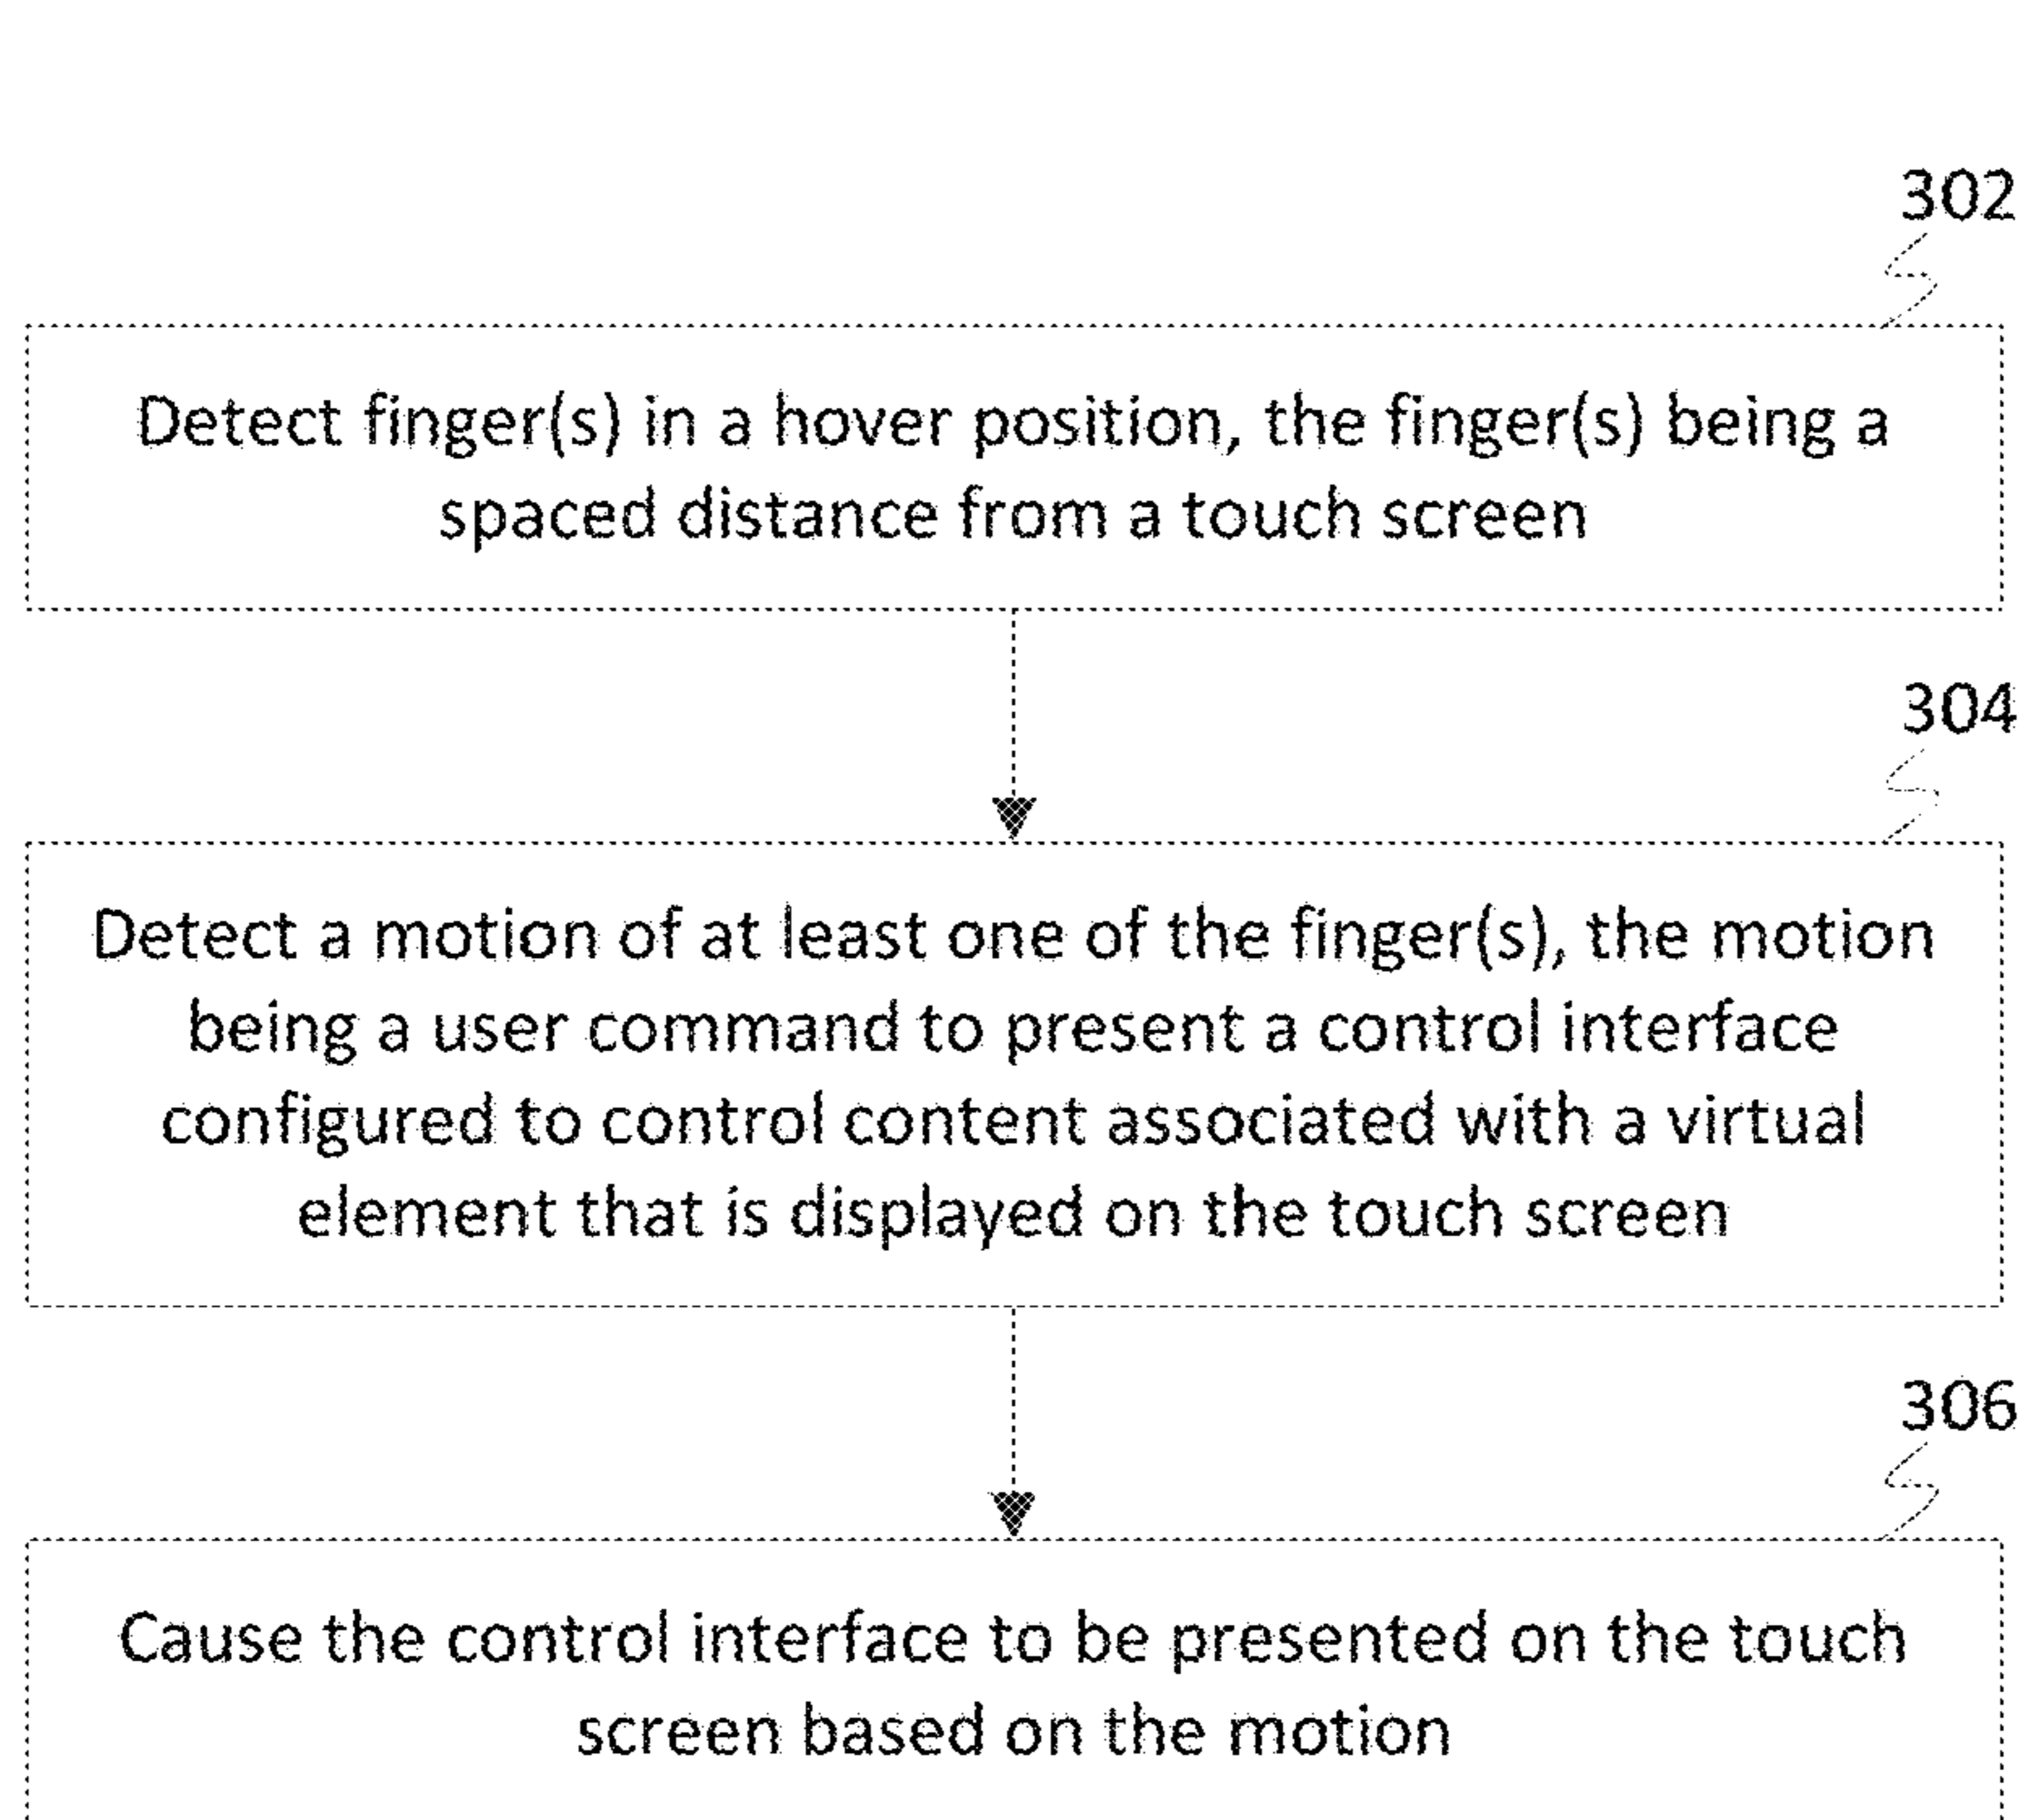 302
Detect finger(s) in a hover position, the finger(s) being a
spaced distance from a touch screen
304
Detect a motion of at least one of the finger(s), the motion
being a user command to present a control interface
configured to control content associated with a virtual
element that is displayed on the touch screen
306
Cause the control interface to be presented on the touch
screen based on the motion